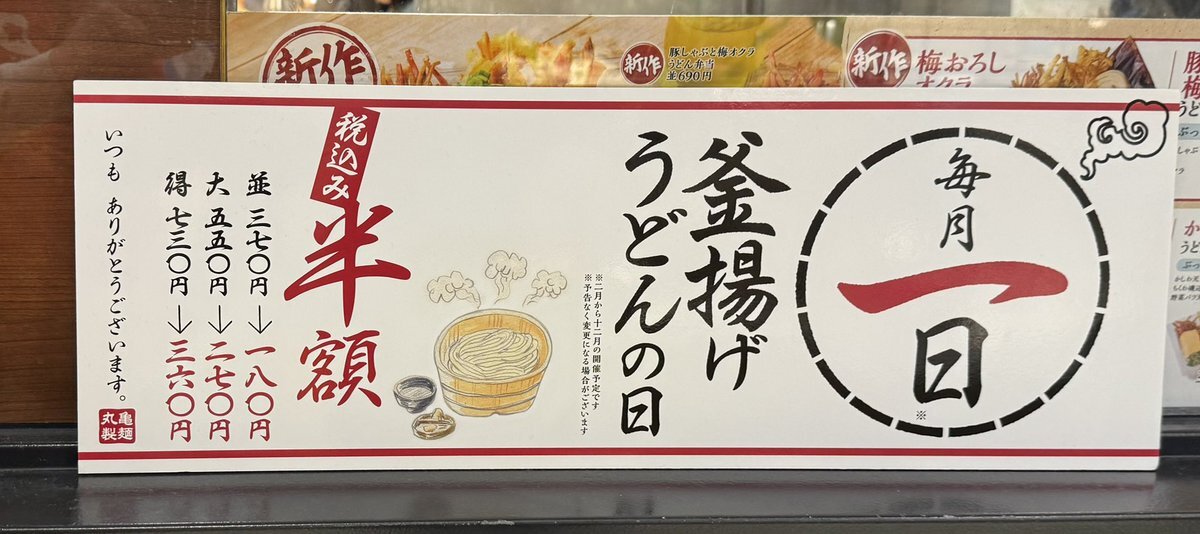 毎月
一
日
※
釜揚げ
うどんの日
※二月から十二月の開催予定です
※予告なく変更になる場合がございます
税込み
半額
並 三七〇円→一八〇円
大 五五〇円→二七〇円
得 七三〇円→三六〇円
いつも ありがとうございます。
丸亀製麺
新作
新作
豚しゃぶと梅オクラ
うどん弁当
並690円
新作
梅おろし
オクラ